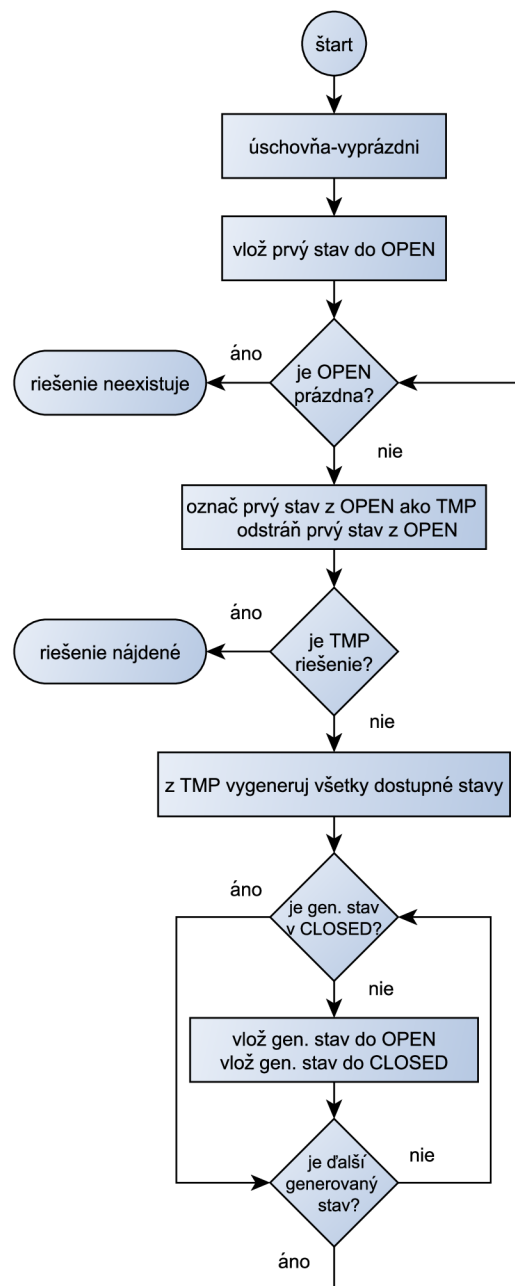 štart
úschovňa-vyprázdni
vlož prvý stav do OPEN
áno
je OPEN
prázdna?
riešenie neexistuje
nie
označ prvý stav z OPEN ako TMP
odstráň prvý stav z OPEN
áno
je TMP
riešenie?
riešenie nájdené
nie
z TMP vygeneruj všetky dostupné stavy
áno
je gen. stav
v CLOSED?
nie
vlož gen. stav do OPEN
vlož gen. stav do CLOSED
je ďalší
generovaný
stav?
nie
áno